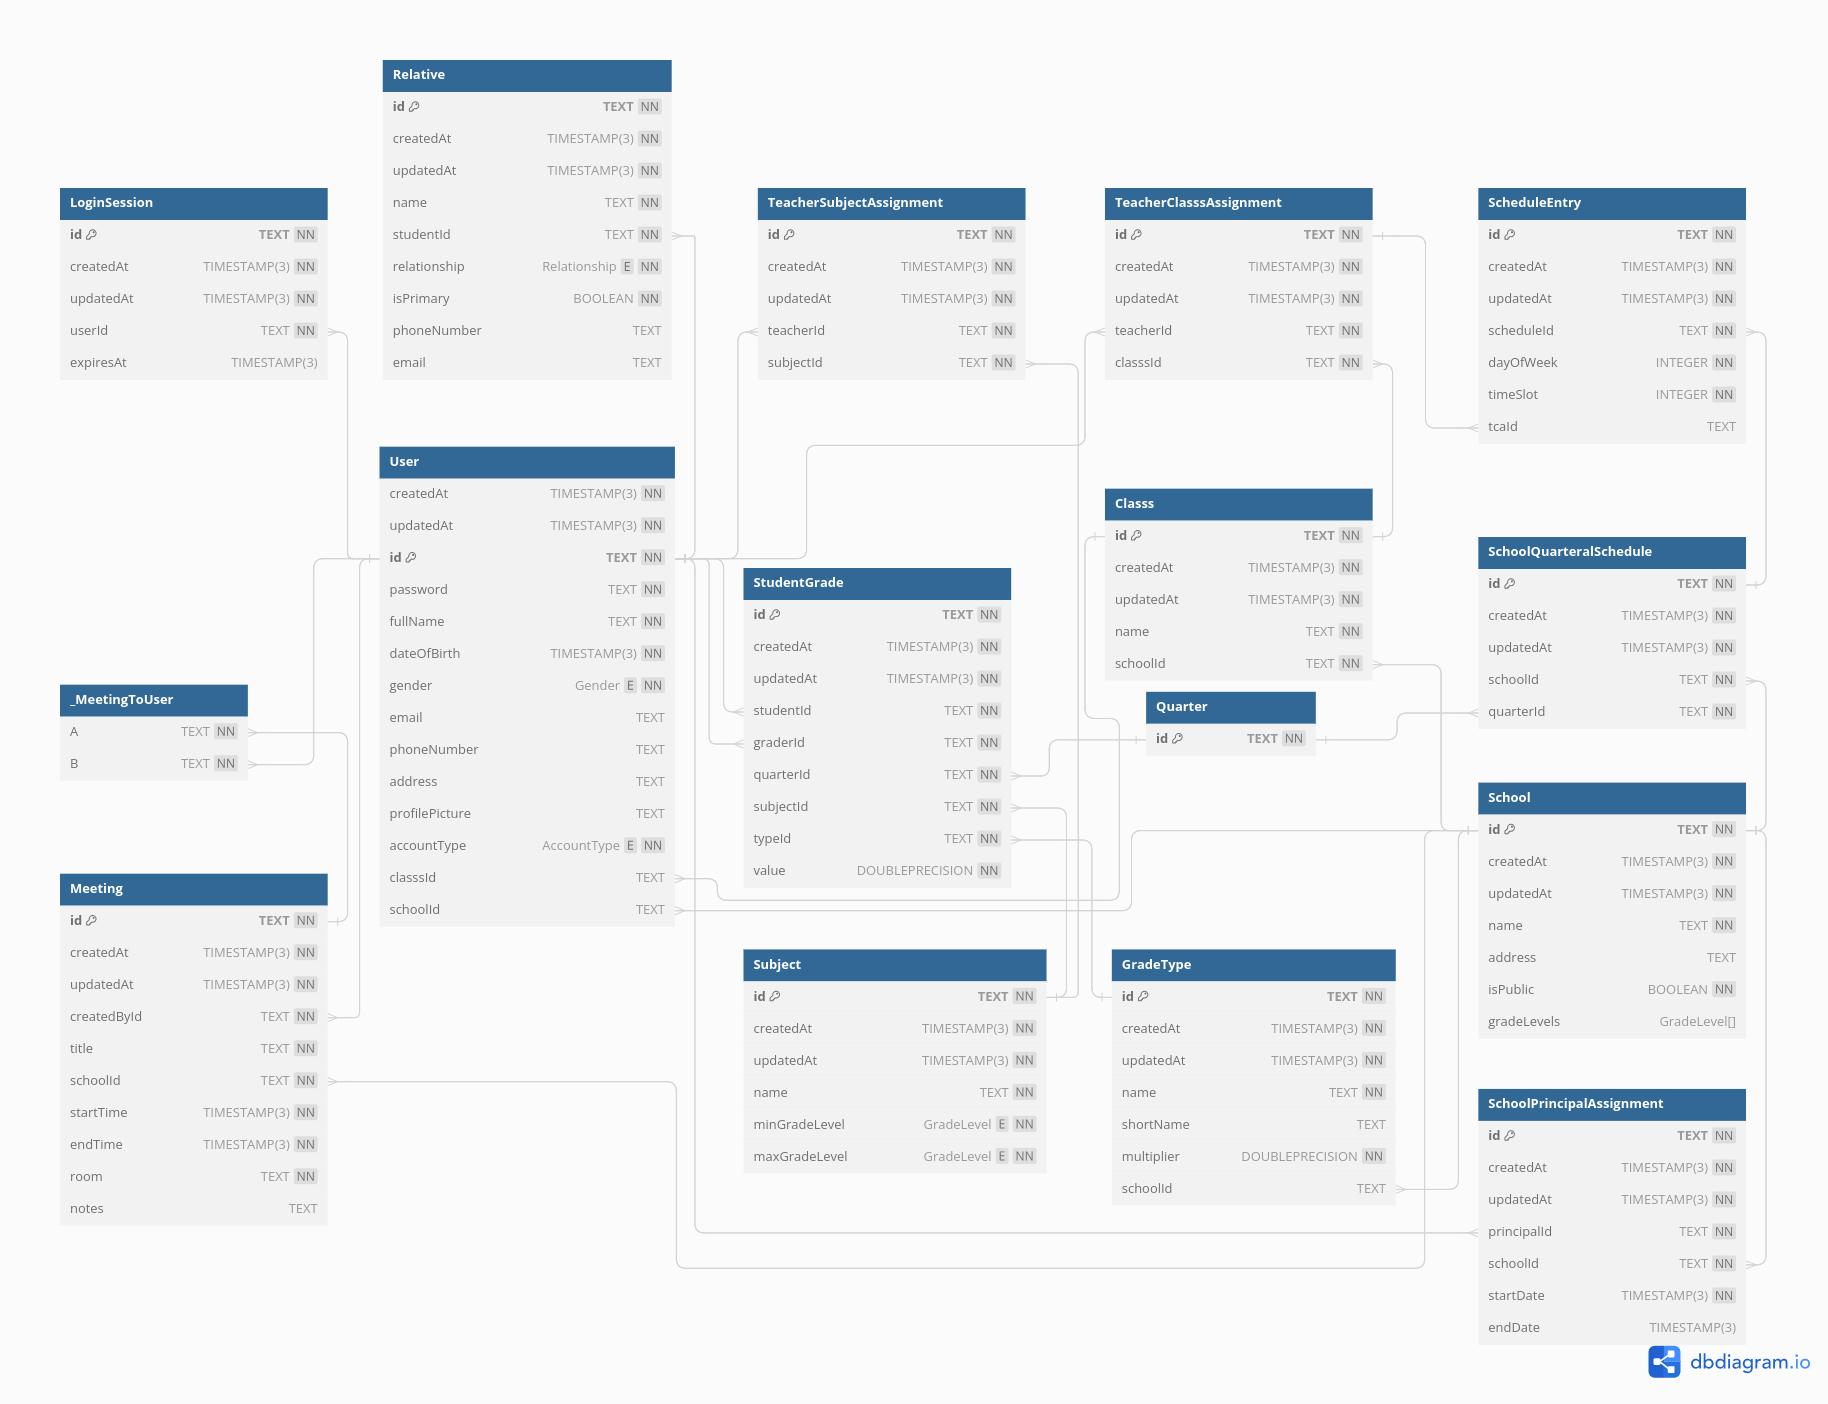 Relative
id TEXT NN
createdAt TIMESTAMP(3) NN
updatedAt TIMESTAMP(3) NN
name TEXT NN
studentId TEXT NN
relationship Relationship E NN
isPrimary BOOLEAN NN
phoneNumber TEXT
email TEXT
LoginSession
id TEXT NN
createdAt TIMESTAMP(3) NN
updatedAt TIMESTAMP(3) NN
userId TEXT NN
expiresAt TIMESTAMP(3)
TeacherSubjectAssignment
id TEXT NN
createdAt TIMESTAMP(3) NN
updatedAt TIMESTAMP(3) NN
teacherId TEXT NN
subjectId TEXT NN
TeacherClasssAssignment
id TEXT NN
createdAt TIMESTAMP(3) NN
updatedAt TIMESTAMP(3) NN
teacherId TEXT NN
classsId TEXT NN
ScheduleEntry
id TEXT NN
createdAt TIMESTAMP(3) NN
updatedAt TIMESTAMP(3) NN
scheduleId TEXT NN
dayOfWeek INTEGER NN
timeSlot INTEGER NN
tcaId TEXT
User
createdAt TIMESTAMP(3) NN
updatedAt TIMESTAMP(3) NN
id TEXT NN
password TEXT NN
fullName TEXT NN
dateOfBirth TIMESTAMP(3) NN
gender Gender E NN
email TEXT
phoneNumber TEXT
address TEXT
profilePicture TEXT
accountType AccountType E NN
classsId TEXT
schoolId TEXT
Classs
id TEXT NN
createdAt TIMESTAMP(3) NN
updatedAt TIMESTAMP(3) NN
name TEXT NN
schoolId TEXT NN
SchoolQuarteralSchedule
id TEXT NN
createdAt TIMESTAMP(3) NN
updatedAt TIMESTAMP(3) NN
schoolId TEXT NN
quarterId TEXT NN
StudentGrade
id TEXT NN
createdAt TIMESTAMP(3) NN
updatedAt TIMESTAMP(3) NN
studentId TEXT NN
graderId TEXT NN
quarterId TEXT NN
subjectId TEXT NN
typeId TEXT NN
value DOUBLEPRECISION NN
_MeetingToUser
A TEXT NN
B TEXT NN
Quarter
id TEXT NN
School
id TEXT NN
createdAt TIMESTAMP(3) NN
updatedAt TIMESTAMP(3) NN
name TEXT NN
address TEXT
isPublic BOOLEAN NN
gradeLevels GradeLevel[]
Meeting
id TEXT NN
createdAt TIMESTAMP(3) NN
updatedAt TIMESTAMP(3) NN
createdById TEXT NN
title TEXT NN
schoolId TEXT NN
startTime TIMESTAMP(3) NN
endTime TIMESTAMP(3) NN
room TEXT NN
notes TEXT
Subject
id TEXT NN
createdAt TIMESTAMP(3) NN
updatedAt TIMESTAMP(3) NN
name TEXT NN
minGradeLevel GradeLevel E NN
maxGradeLevel GradeLevel E NN
GradeType
id TEXT NN
createdAt TIMESTAMP(3) NN
updatedAt TIMESTAMP(3) NN
name TEXT NN
shortName TEXT
multiplier DOUBLEPRECISION NN
schoolId TEXT
SchoolPrincipalAssignment
id TEXT NN
createdAt TIMESTAMP(3) NN
updatedAt TIMESTAMP(3) NN
principalId TEXT NN
schoolId TEXT NN
startDate TIMESTAMP(3) NN
endDate TIMESTAMP(3)
dbdiagram.io